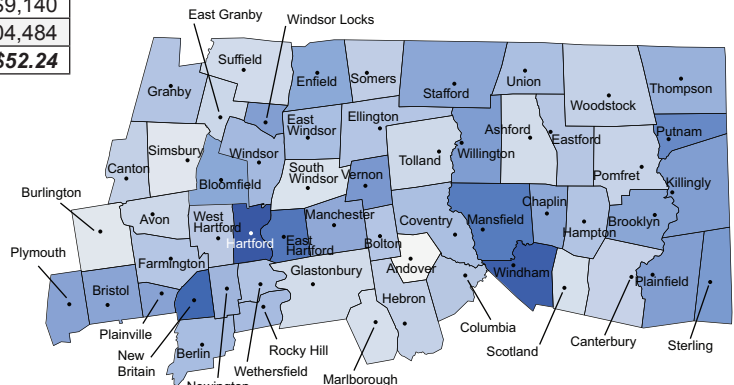 59,140
04,484
$52.24
East Granby
Windsor Locks
Suffield
Granby
Enfield
Somers
Stafford
Union
Woodstock
Thompson
East
Windsor
Ellington
Ashford
Eastford
Putnam
Simsbury
Windsor
Tolland
Willington
Canton
Bloomfield
South
Windsor
Vernon
Pomfret
Killingly
Burlington
Avon
West
Hartford
Hartford
East
Hartford
Manchester
Coventry
Mansfield
Chaplin
Hampton
Brooklyn
Bolton
Plymouth
Farmington
Glastonbury
Andover
Windham
Bristol
Hebron
Plainfield
Plainville
New
Britain
Berlin
Rocky Hill
Wethersfield
Newington
Marlborough
Columbia
Scotland
Canterbury
Sterling